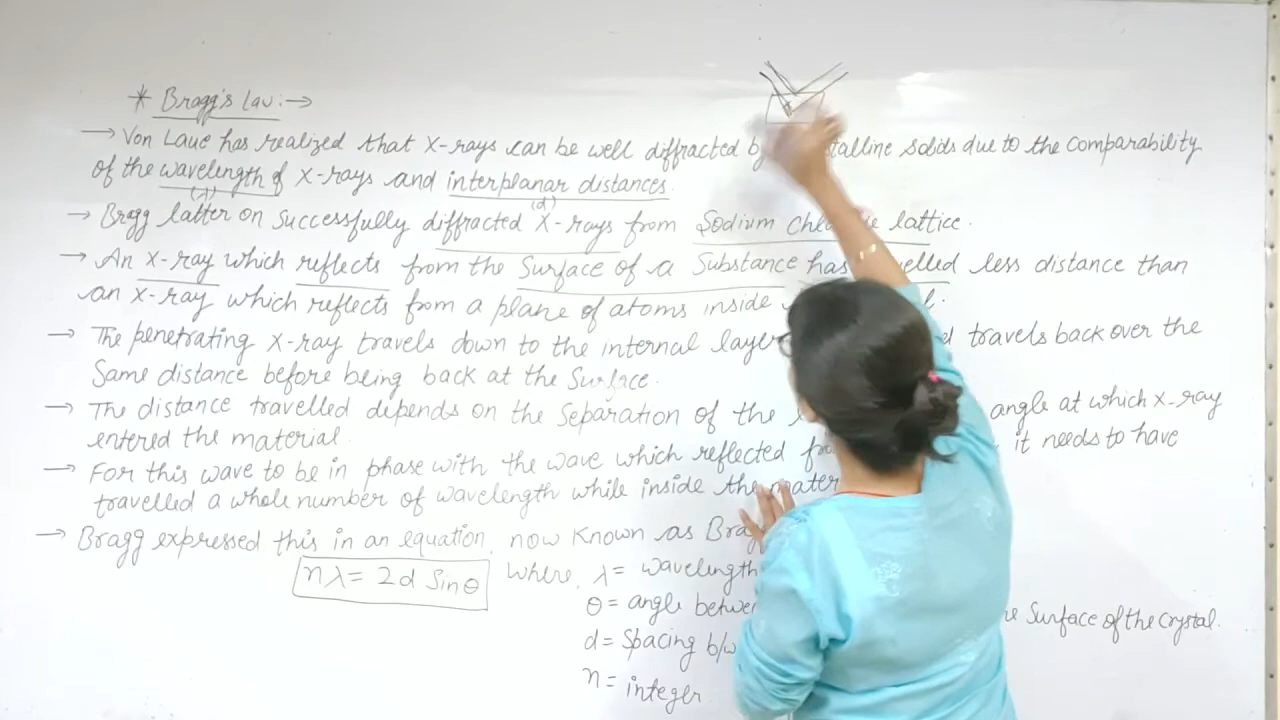 * Bragg's Law:→
→ Von Laue has realized that X-rays can be well diffracted by talline solids due to the comparability
of the wavelength of X-rays and interplanar distances.
(λ) (d)
→ Bragg latter on successfully diffracted X-rays from Sodium Chl e lattice.
→ An X-ray which reflects from the Surface of a Substance has elled less distance than
an X-ray which reflects from a plane of atoms inside
→ The penetrating X-ray travels down to the internal layer travels back over the
Same distance before being back at the Surface.
→ The distance travelled depends on the Separation of the angle at which X-ray
entered the material.
→ For this wave to be in phase with the wave which reflected it needs to have
travelled a whole number of wavelength while inside the mater
→ Bragg expressed this in an equation, now Known as Bra
nλ = 2d Sinθ Where, λ = wavelength
θ = angle betwe e Surface of the Crystal.
d = Spacing b/w
n = integer